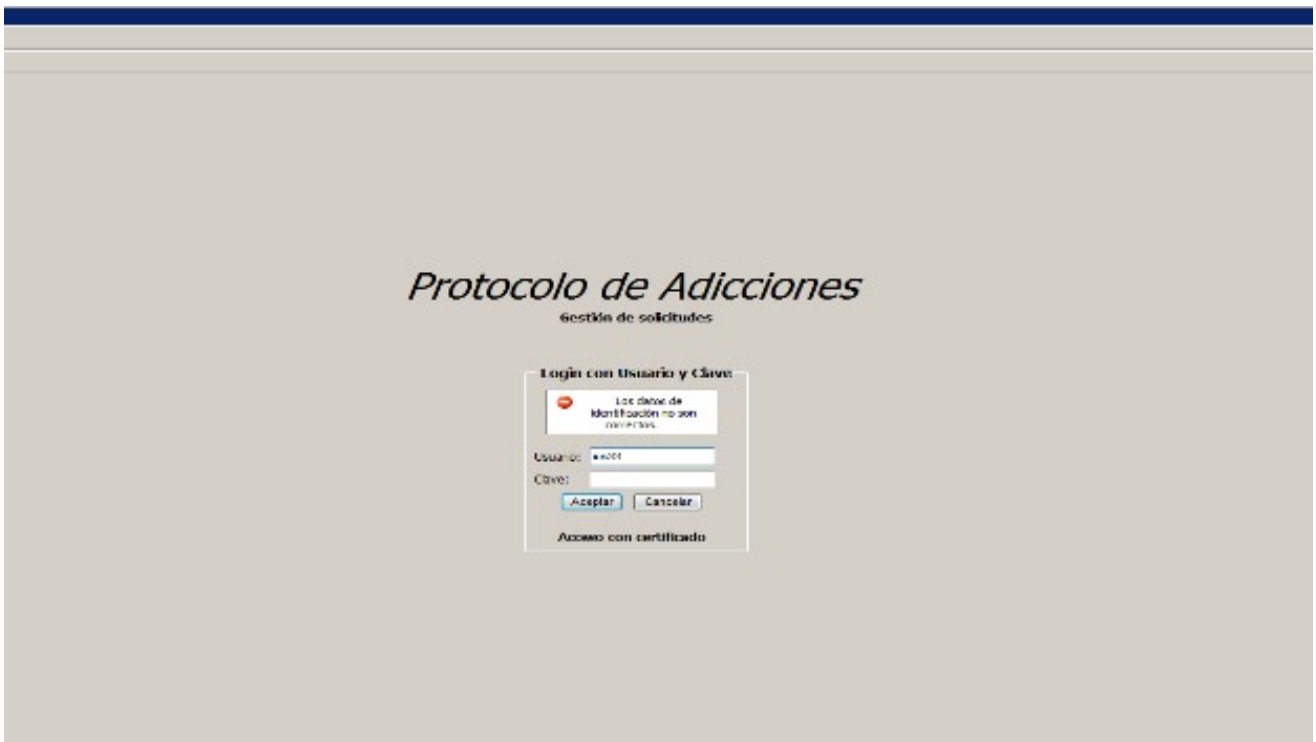 Protocolo de Adicciones
Gestión de solicitudes
Login con Usuario y Clave
Los datos de
identificación no son
correctos.
Usuario:
Clave:
Aceptar Cancelar
Acceso con certificado